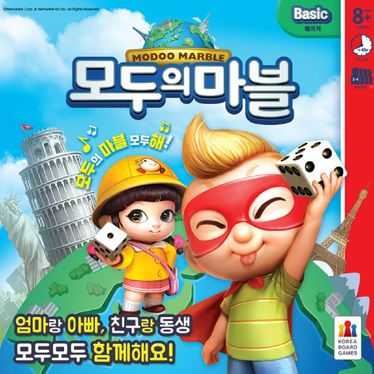 Basic
베이직
8+
MODOO MARBLE
모두의마블
모두의 마블 모두해!
2-4
엄마랑 아빠, 친구랑 동생
모두모두 함께해요!
KOREA
BOARD
GAMES